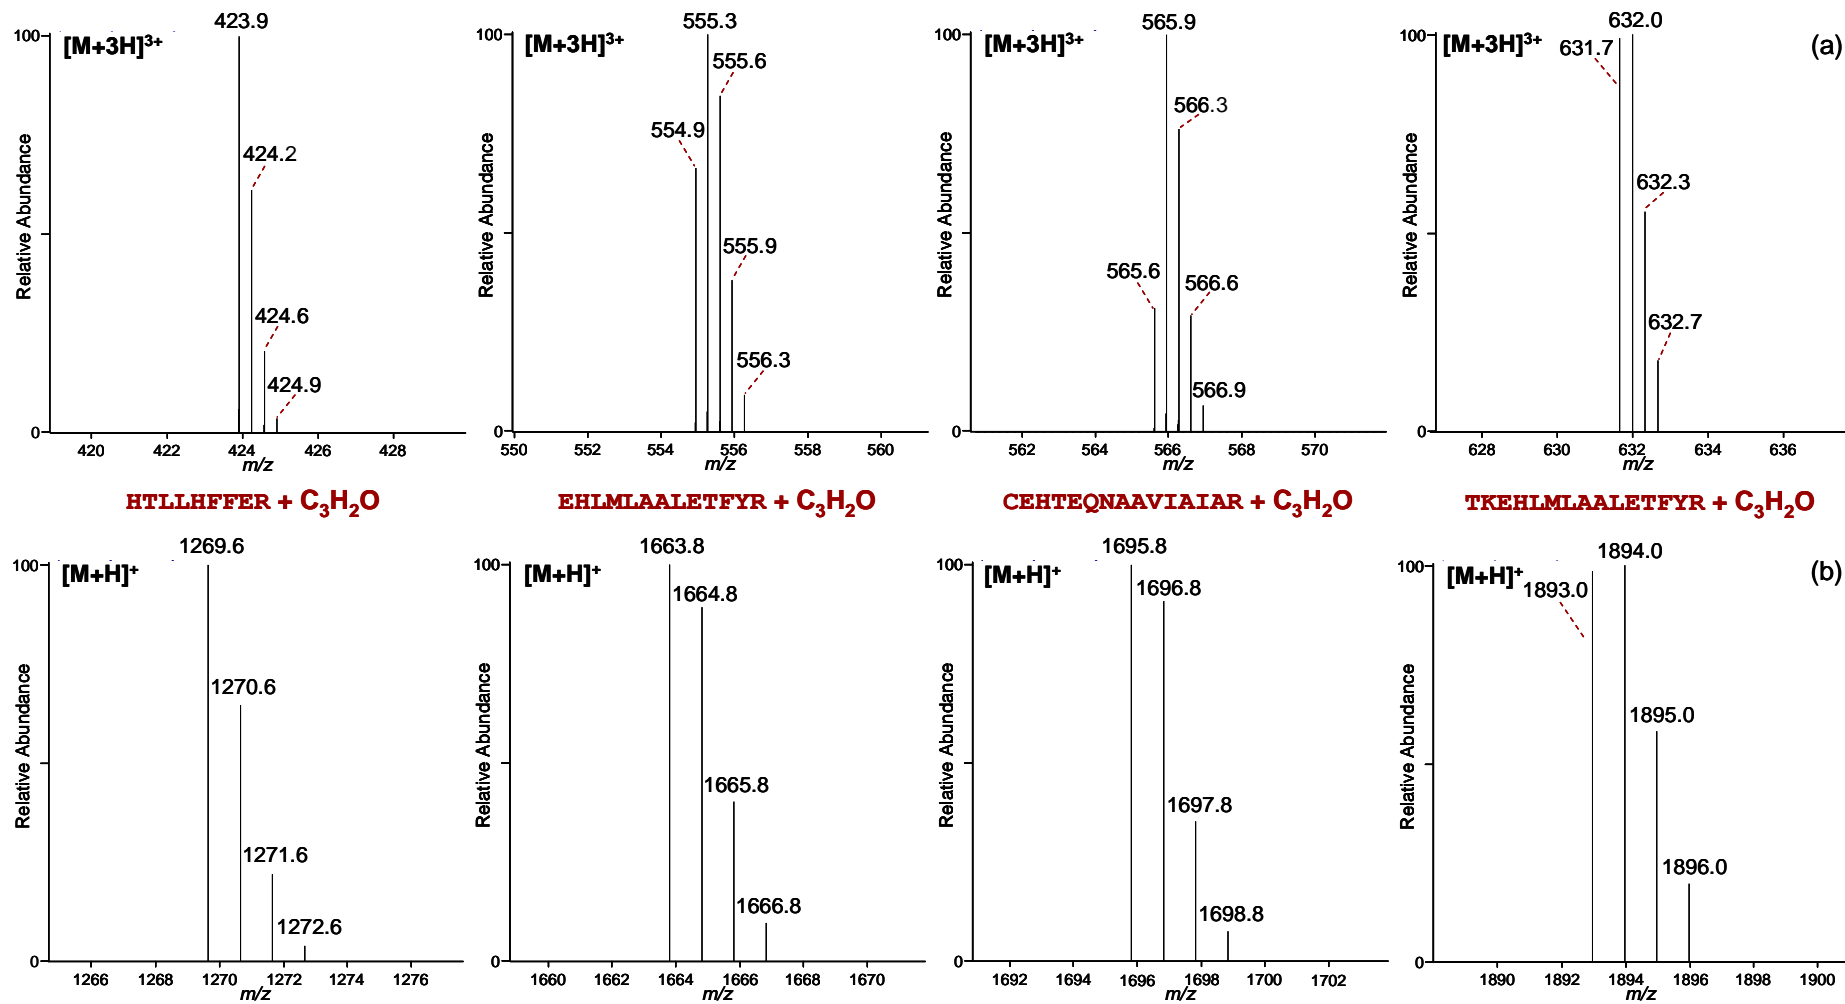 (a)
[M+3H]3+
423.9
424.2
424.6
424.9
100
0
Relative Abundance
420 422 424 426 428
m/z
[M+3H]3+
555.3
555.6
554.9
555.9
556.3
100
0
Relative Abundance
550 552 554 556 558 560
m/z
[M+3H]3+
565.9
566.3
565.6
566.6
566.9
100
0
Relative Abundance
562 564 566 568 570
m/z
[M+3H]3+
632.0
631.7
632.3
632.7
100
0
Relative Abundance
628 630 632 634 636
m/z
HTLLHFFER + C3H2O
EHLMLAALETFYR + C3H2O
CEHTEQNAAVIAIAR + C3H2O
TKEHLMLAALETFYR + C3H2O
(b)
[M+H]+
1269.6
1270.6
1271.6
1272.6
100
0
Relative Abundance
1266 1268 1270 1272 1274 1276
m/z
[M+H]+
1663.8
1664.8
1665.8
1666.8
100
0
Relative Abundance
1660 1662 1664 1666 1668 1670
m/z
[M+H]+
1695.8
1696.8
1697.8
1698.8
100
0
Relative Abundance
1692 1694 1696 1698 1700 1702
m/z
[M+H]+
1894.0
1893.0
1895.0
1896.0
100
0
Relative Abundance
1890 1892 1894 1896 1898 1900
m/z